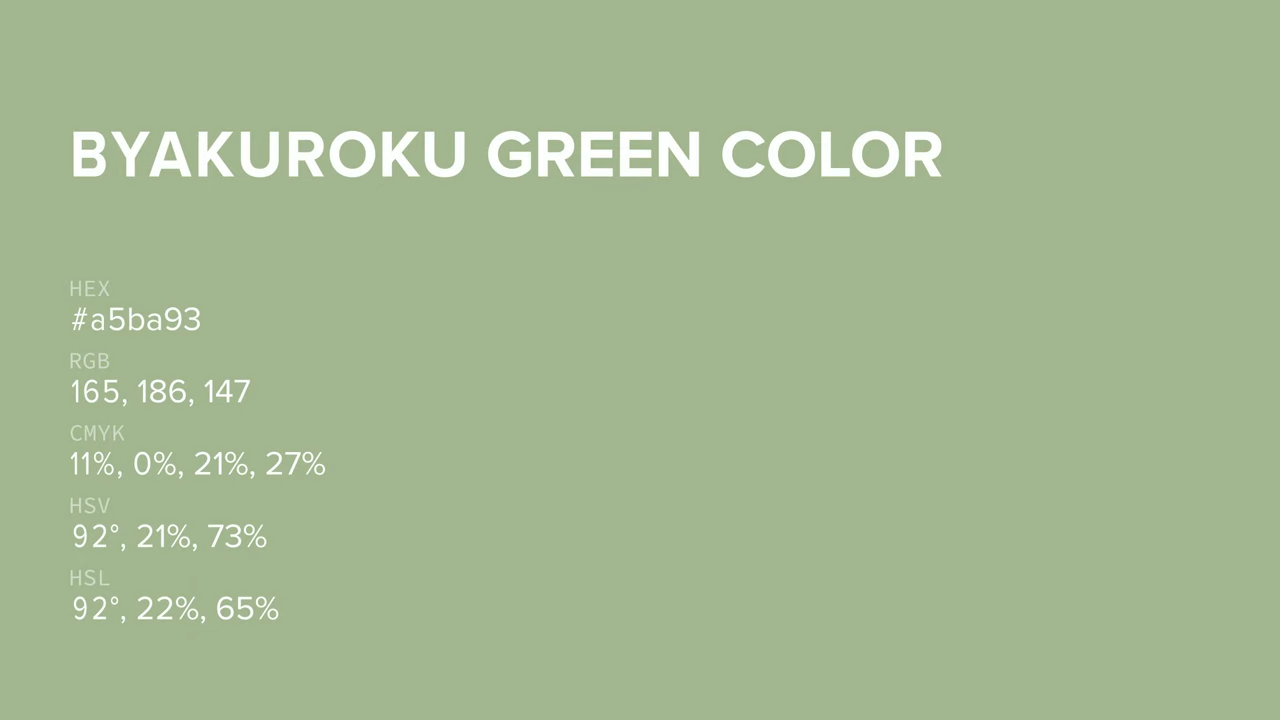 BYAKUROKU GREEN COLOR
HEX
#a5ba93
RGB
165, 186, 147
CMYK
11%, 0%, 21%, 27%
HSV
92°, 21%, 73%
HSL
92°, 22%, 65%